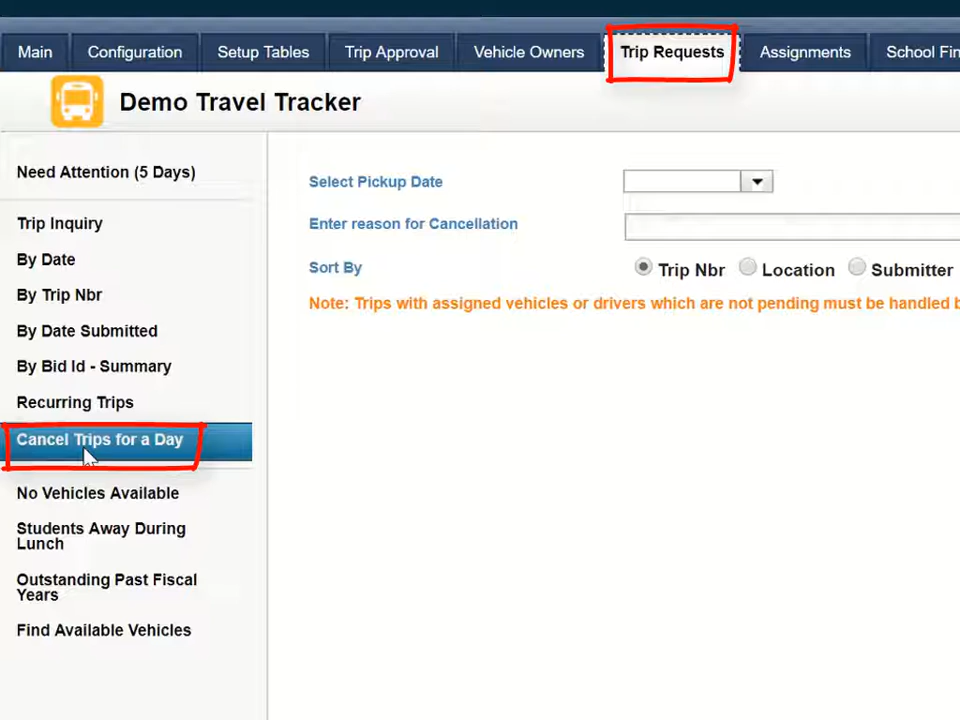 Main Configuration Setup Tables Trip Approval Vehicle Owners Trip Requests Assignments School Fin
Demo Travel Tracker
Need Attention (5 Days)
Trip Inquiry
By Date
By Trip Nbr
By Date Submitted
By Bid Id - Summary
Recurring Trips
Cancel Trips for a Day
No Vehicles Available
Students Away During
Lunch
Outstanding Past Fiscal
Years
Find Available Vehicles
Select Pickup Date
Enter reason for Cancellation
Sort By Trip Nbr Location Submitter
Note: Trips with assigned vehicles or drivers which are not pending must be handled b